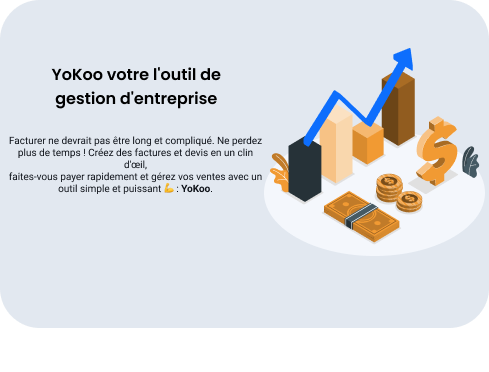 YoKoo votre l'outil de
gestion d'entreprise
Facturer ne devrait pas être long et compliqué. Ne perdez
plus de temps ! Créez des factures et devis en un clin
d'œil,
faites-vous payer rapidement et gérez vos ventes avec un
outil simple et puissant 💪 : YoKoo.